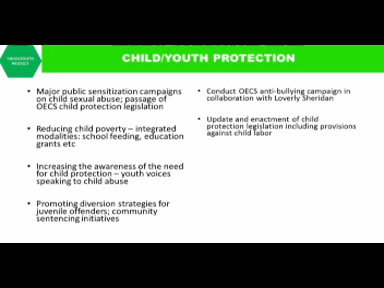 CHILD/YOUTH
PROTECT
CHILD/YOUTH PROTECTION
• Major public sensitization campaigns
on child sexual abuse; passage of
OECS child protection legislation
• Reducing child poverty – integrated
modalities: school feeding, education
grants etc
• Increasing the awareness of the need
for child protection – youth voices
speaking to child abuse
• Promoting diversion strategies for
juvenile offenders; community
sentencing initiatives
• Conduct OECS anti-bullying campaign in
collaboration with Loverly Sheridan
• Update and enactment of child
protection legislation including provisions
against child labor